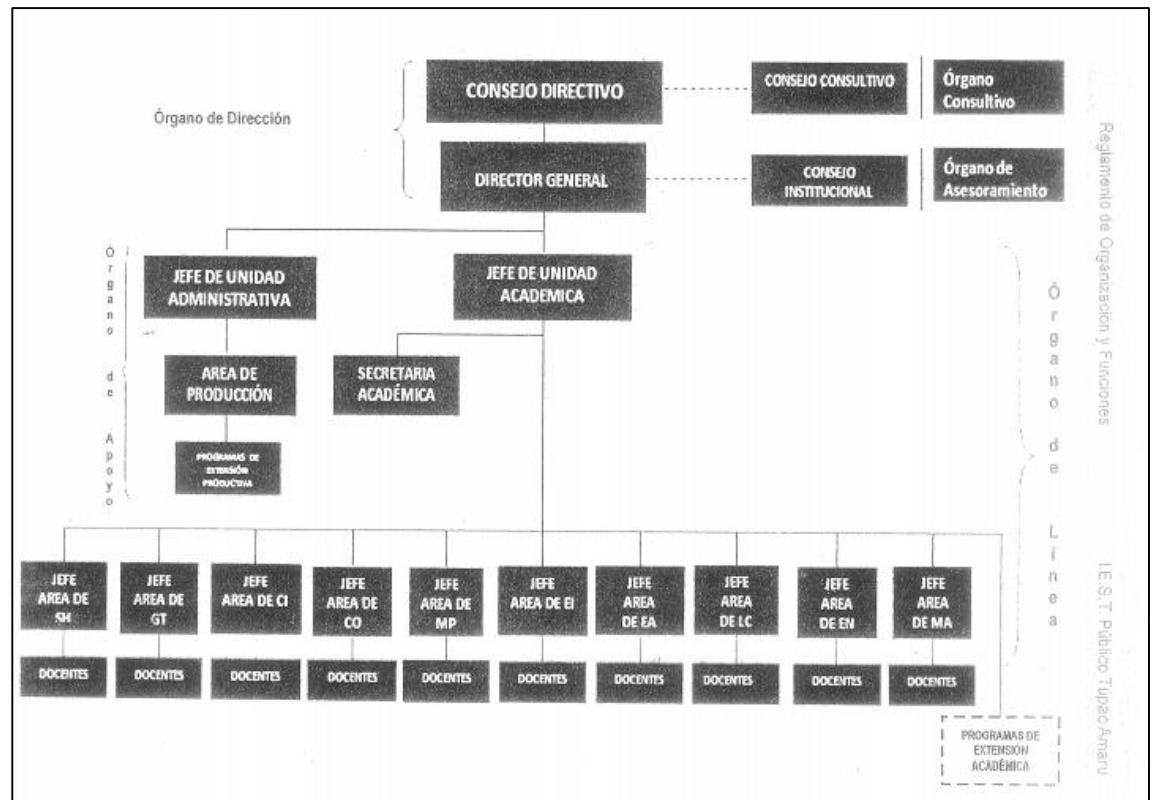 CONSEJO DIRECTIVO
CONSEJO CONSULTIVO
Órgano
Consultivo
Órgano de Dirección
DIRECTOR GENERAL
CONSEJO
INSTITUCIONAL
Órgano de
Asesoramiento
Órgano de Apoyo
JEFE DE UNIDAD
ADMINISTRATIVA
JEFE DE UNIDAD
ACADEMICA
AREA DE
PRODUCCIÓN
SECRETARIA
ACADÉMICA
PROGRAMAS DE
EXTENSIÓN
PRODUCTIVA
Órgano de Línea
JEFE
AREA DE
SH
JEFE
AREA DE
GT
JEFE
AREA DE CI
JEFE
AREA DE
CO
JEFE
AREA DE
MP
JEFE
AREA DE EI
JEFE
AREA
DE EA
JEFE
AREA
DE LC
JEFE
AREA
DE EN
JEFE
AREA
DE MA
DOCENTES
DOCENTES
DOCENTES
DOCENTES
DOCENTES
DOCENTES
DOCENTES
DOCENTES
DOCENTES
DOCENTES
PROGRAMAS DE
EXTENSIÓN
ACADÉMICA
Reglamento de Organización y Funciones
I.E.S.T. Público Túpac Amaru